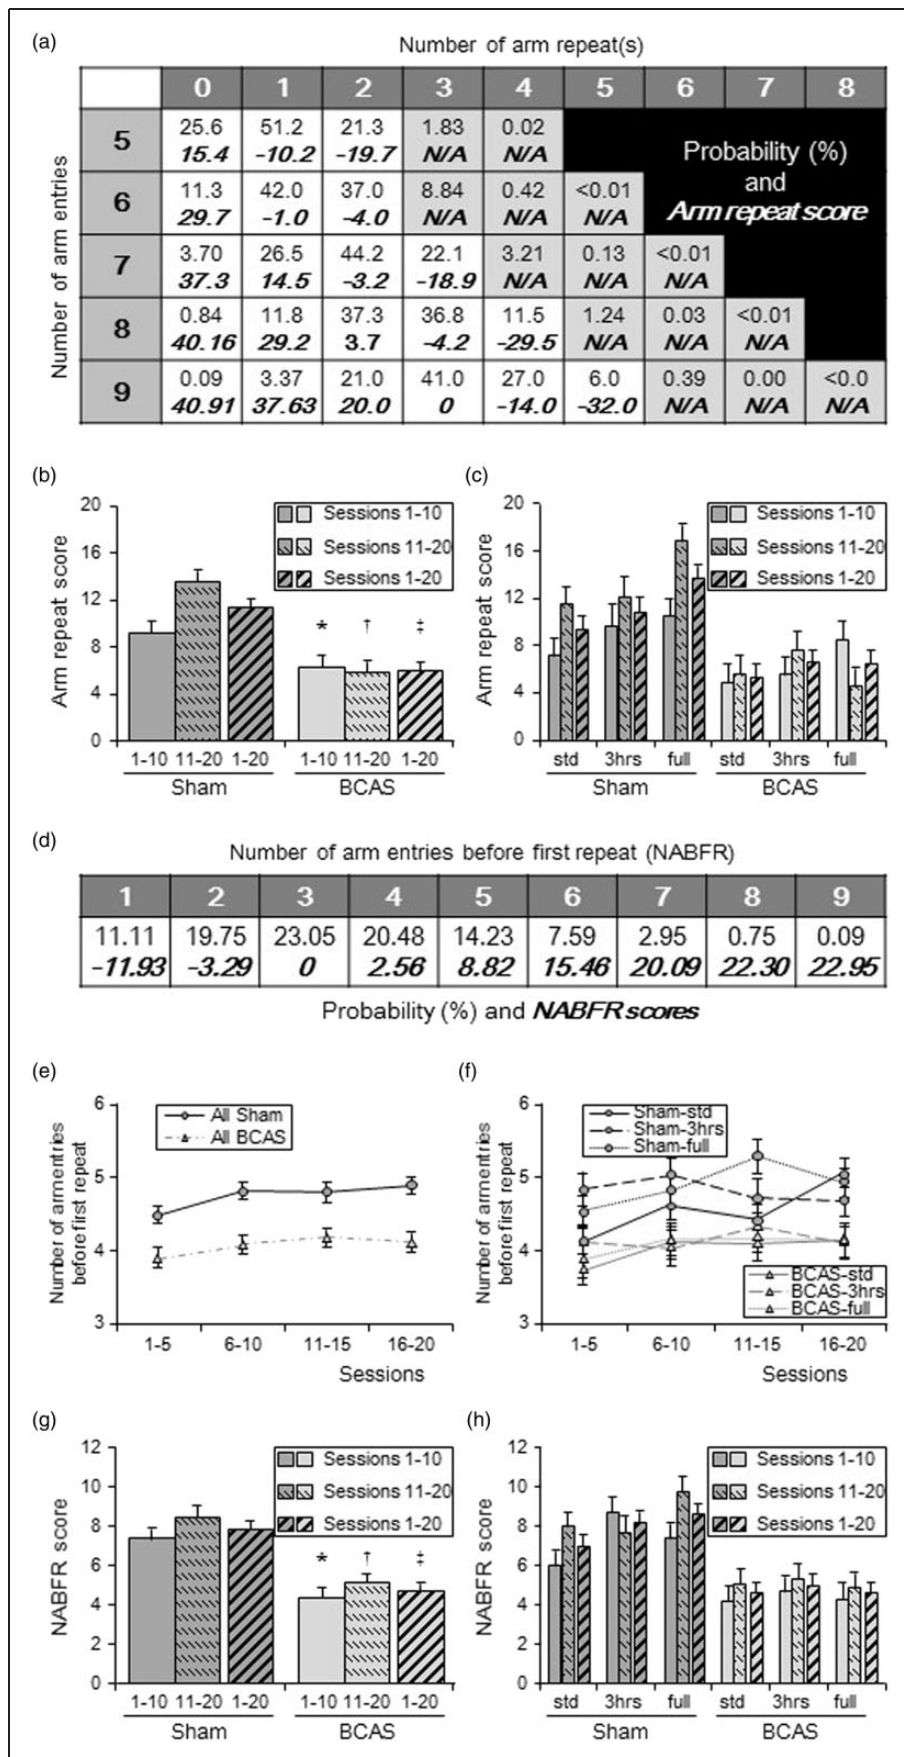 (a)
Number of arm repeat(s)
0 1 2 3 4 5 6 7 8
Number of arm entries
5 25.6 51.2 21.3 1.83 0.02
15.4 -10.2 -19.7 N/A N/A
6 11.3 42.0 37.0 8.84 0.42 <0.01
29.7 -1.0 -4.0 N/A N/A N/A
7 3.70 26.5 44.2 22.1 3.21 0.13 <0.01
37.3 14.5 -3.2 -18.9 N/A N/A N/A
8 0.84 11.8 37.3 36.8 11.5 1.24 0.03 <0.01
40.16 29.2 3.7 -4.2 -29.5 N/A N/A N/A
9 0.09 3.37 21.0 41.0 27.0 6.0 0.39 0.00 <0.0
40.91 37.63 20.0 0 -14.0 -32.0 N/A N/A N/A
Probability (%)
and
Arm repeat score
(b)
Arm repeat score
20
16
12
8
4
0
Sessions 1-10
Sessions 11-20
Sessions 1-20
* † ‡
1-10 11-20 1-20 1-10 11-20 1-20
Sham BCAS
(c)
Arm repeat score
20
16
12
8
4
0
Sessions 1-10
Sessions 11-20
Sessions 1-20
std 3hrs full std 3hrs full
Sham BCAS
(d)
Number of arm entries before first repeat (NABFR)
1 2 3 4 5 6 7 8 9
11.11 19.75 23.05 20.48 14.23 7.59 2.95 0.75 0.09
-11.93 -3.29 0 2.56 8.82 15.46 20.09 22.30 22.95
Probability (%) and NABFR scores
(e)
Number of arm entries
before first repeat
6
5
4
3
All Sham
All BCAS
1-5 6-10 11-15 16-20
Sessions
(f)
Number of arm entries
before first repeat
6
5
4
3
Sham-std
Sham-3hrs
Sham-full
BCAS-std
BCAS-3hrs
BCAS-full
1-5 6-10 11-15 16-20
Sessions
(g)
NABFR score
12
10
8
6
4
2
0
Sessions 1-10
Sessions 11-20
Sessions 1-20
* † ‡
1-10 11-20 1-20 1-10 11-20 1-20
Sham BCAS
(h)
NABFR score
12
10
8
6
4
2
0
Sessions 1-10
Sessions 11-20
Sessions 1-20
std 3hrs full std 3hrs full
Sham BCAS